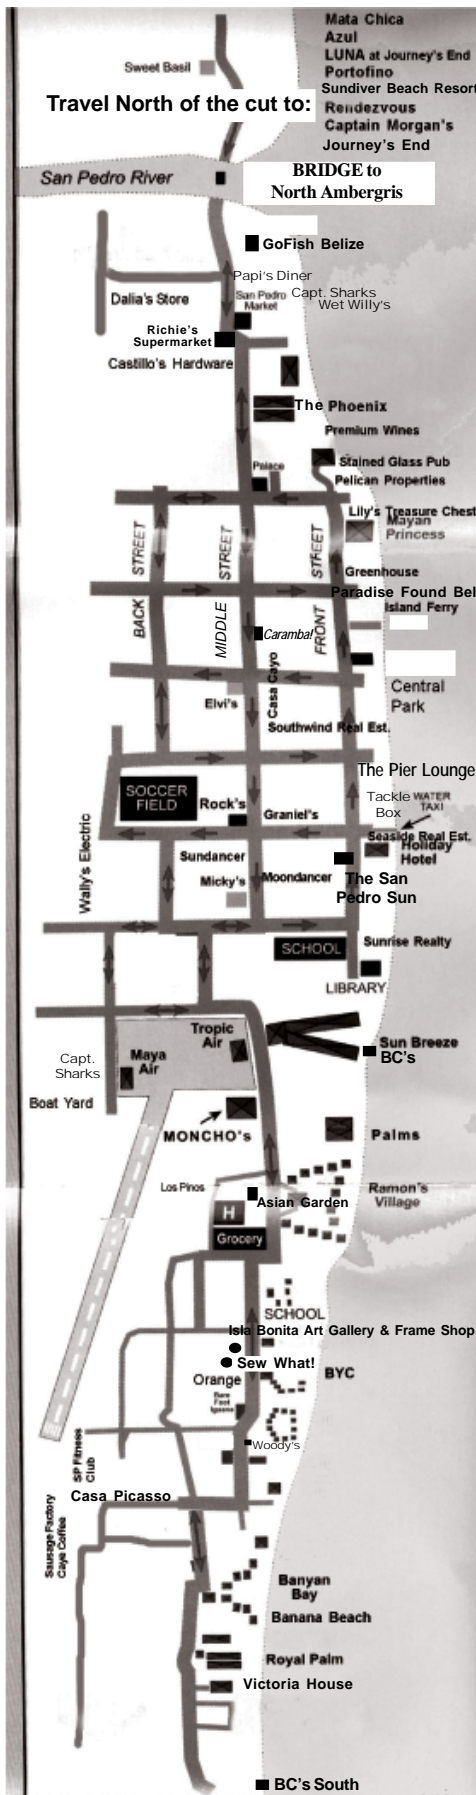 Mata Chica
Azul
LUNA at Journey's End
Portofino
Sundiver Beach Resort
Rendezvous
Captain Morgan's
Journey's End
Sweet Basil
Travel North of the cut to:
San Pedro River
BRIDGE to
North Ambergris
GoFish Belize
Papi's Diner
Dalia's Store
San Pedro
Market
Capt. Sharks
Wet Willy's
Richie's
Supermarket
Castillo's Hardware
The Phoenix
Premium Wines
Palace
Stained Glass Pub
Pelican Properties
Lily's Treasure Chest
Mayan
Princess
BACK STREET
MIDDLE STREET
FRONT STREET
Greenhouse
Paradise Found Bel
Island Ferry
Caramba!
Casa Cayo
Elvi's
Central
Park
Southwind Real Est.
The Pier Lounge
SOCCER
FIELD
Rock's
Graniel's
Tackle
Box
WATER
TAXI
Wally's Electric
Seaside Real Est.
Holiday
Hotel
Sundancer
Micky's
Moondancer
The San
Pedro Sun
SCHOOL
Sunrise Realty
LIBRARY
Tropic
Air
Maya
Air
Capt.
Sharks
Sun Breeze
BC's
Boat Yard
MONCHO's
Palms
Los Pinos
Asian Garden
Ramon's
Village
H
Grocery
SCHOOL
Isla Bonita Art Gallery & Frame Shop
Sew What!
Orange
BYC
Bare
Foot
Iguana
Woody's
SP Fitness
Club
Casa Picasso
Sausage Factory
Caye Coffee
Banyan
Bay
Banana Beach
Royal Palm
Victoria House
BC's South